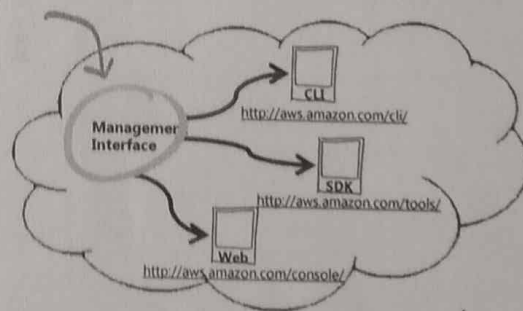 Managemer
Interface
CLI
http://aws.amazon.com/cli/
SDK
http://aws.amazon.com/tools/
Web
http://aws.amazon.com/console/